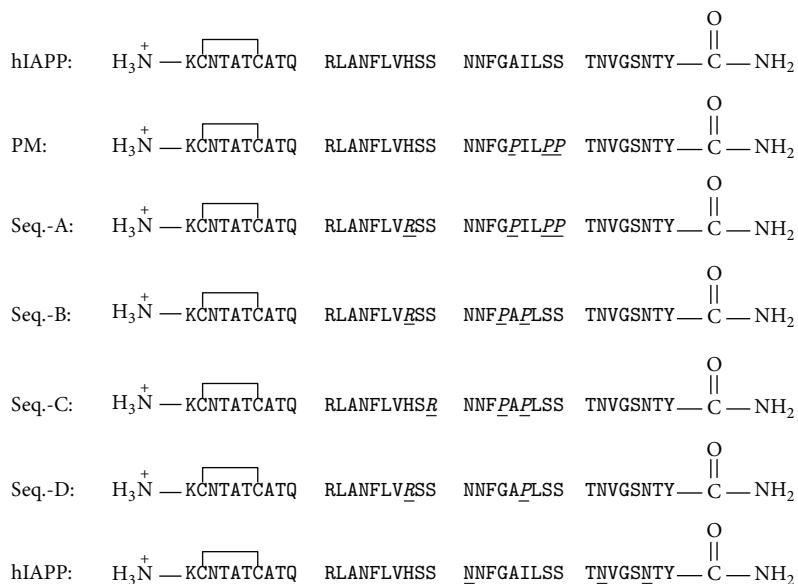 hIAPP: H3N+ — KCNTATCATQ RLANFLVHSS NNFGAILSS TNVGSNTY — C(=O) — NH2
PM: H3N+ — KCNTATCATQ RLANFLVHSS NNFGPILPP TNVGSNTY — C(=O) — NH2
Seq.-A: H3N+ — KCNTATCATQ RLANFLVRSS NNFGPILPP TNVGSNTY — C(=O) — NH2
Seq.-B: H3N+ — KCNTATCATQ RLANFLVRSS NNFPAPLSS TNVGSNTY — C(=O) — NH2
Seq.-C: H3N+ — KCNTATCATQ RLANFLVHSR NNFPAPLSS TNVGSNTY — C(=O) — NH2
Seq.-D: H3N+ — KCNTATCATQ RLANFLVRSS NNFGAPLSS TNVGSNTY — C(=O) — NH2
hIAPP: H3N+ — KCNTATCATQ RLANFLVHSS NNFGAILSS TNVGSNTY — C(=O) — NH2